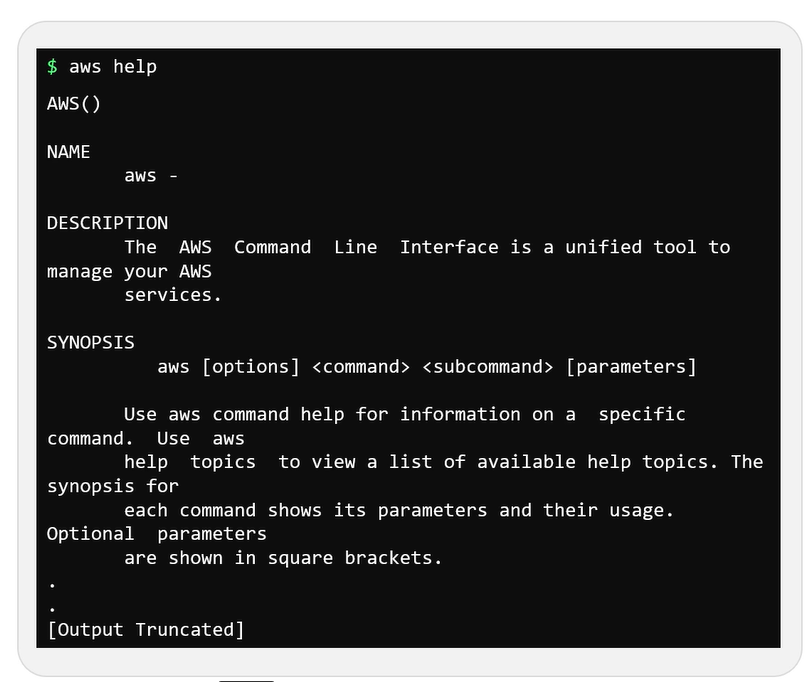 $ aws help
AWS()
NAME
aws -
DESCRIPTION
The  AWS  Command  Line  Interface is a unified tool to
manage your AWS
services.
SYNOPSIS
aws [options] <command> <subcommand> [parameters]
Use aws command help for information on a  specific
command.  Use  aws
help  topics  to view a list of available help topics. The
synopsis for
each command shows its parameters and their usage.
Optional  parameters
are shown in square brackets.
.
.
[Output Truncated]